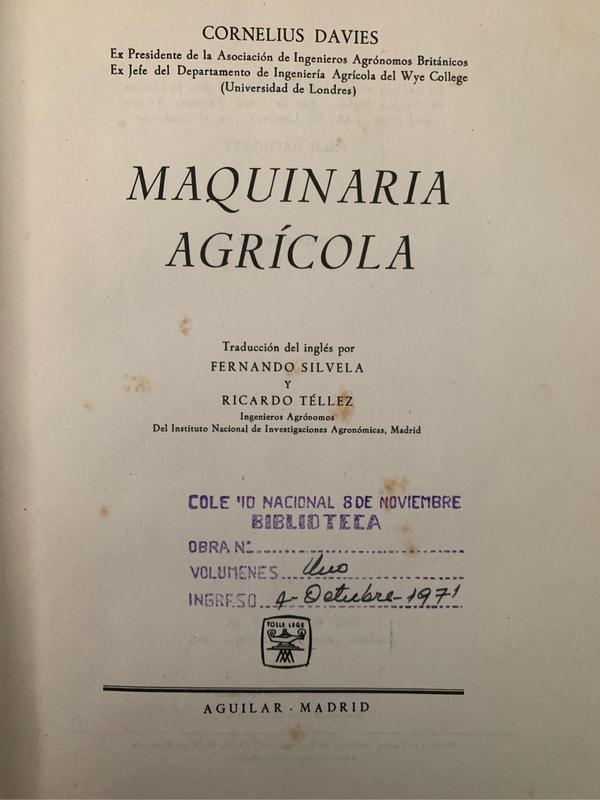 CORNELIUS DAVIES
Ex Presidente de la Asociación de Ingenieros Agrónomos Británicos
Ex Jefe del Departamento de Ingeniería Agrícola del Wye College
(Universidad de Londres)
MAQUINARIA
AGRÍCOLA
Traducción del inglés por
FERNANDO SILVELA
Y
RICARDO TÉLLEZ
Ingenieros Agrónomos
Del Instituto Nacional de Investigaciones Agronómicas, Madrid
COLE IO NACIONAL 8 DE NOVIEMBRE
BIBLIOTECA
OBRA Nº
VOLUMENES Uno
INGRESO 4- Octubre-1971
TOLLE LEGE
AGUILAR - MADRID